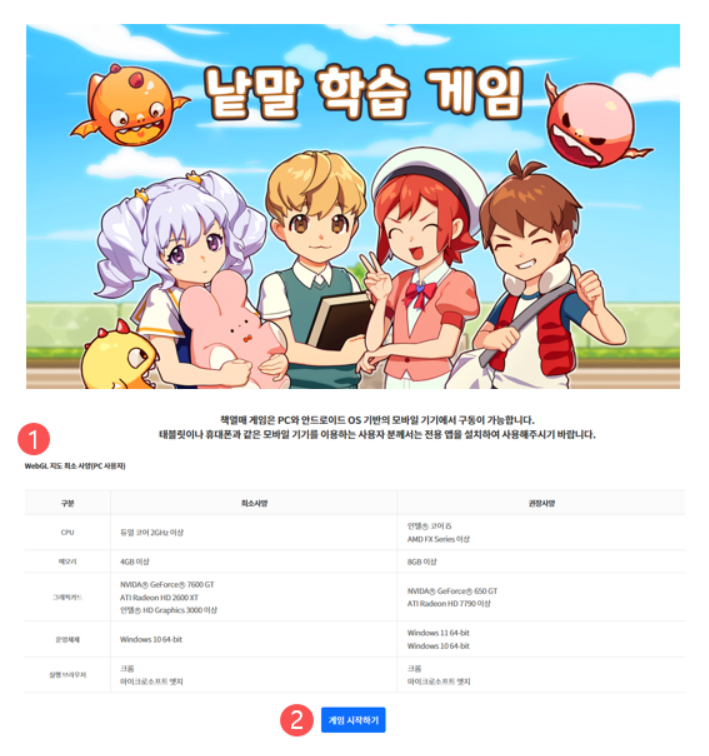 낱말 학습 게임
책열매 게임은 PC와 안드로이드 OS 기반의 모바일 기기에서 구동이 가능합니다.
1
태블릿이나 휴대폰과 같은 모바일 기기를 이용하는 사용자 분께서는 전용 앱을 설치하여 사용해주시기 바랍니다.
WebGL 지도 최소 사양(PC 사용자)
구분 최소사양 권장사양
CPU 듀얼 코어 2GHz 이상 인텔® 코어 i5
AMD FX Series 이상
메모리 4GB 이상 8GB 이상
그래픽카드 NVIDA® GeForce® 7600 GT
ATI Radeon HD 2600 XT
인텔® HD Graphics 3000 이상
NVIDA® GeForce® 650 GT
ATI Radeon HD 7790 이상
운영체제 Windows 10 64-bit Windows 11 64-bit
Windows 10 64-bit
실행 브라우저 크롬
마이크로소프트 엣지
크롬
마이크로소프트 엣지
2 게임 시작하기